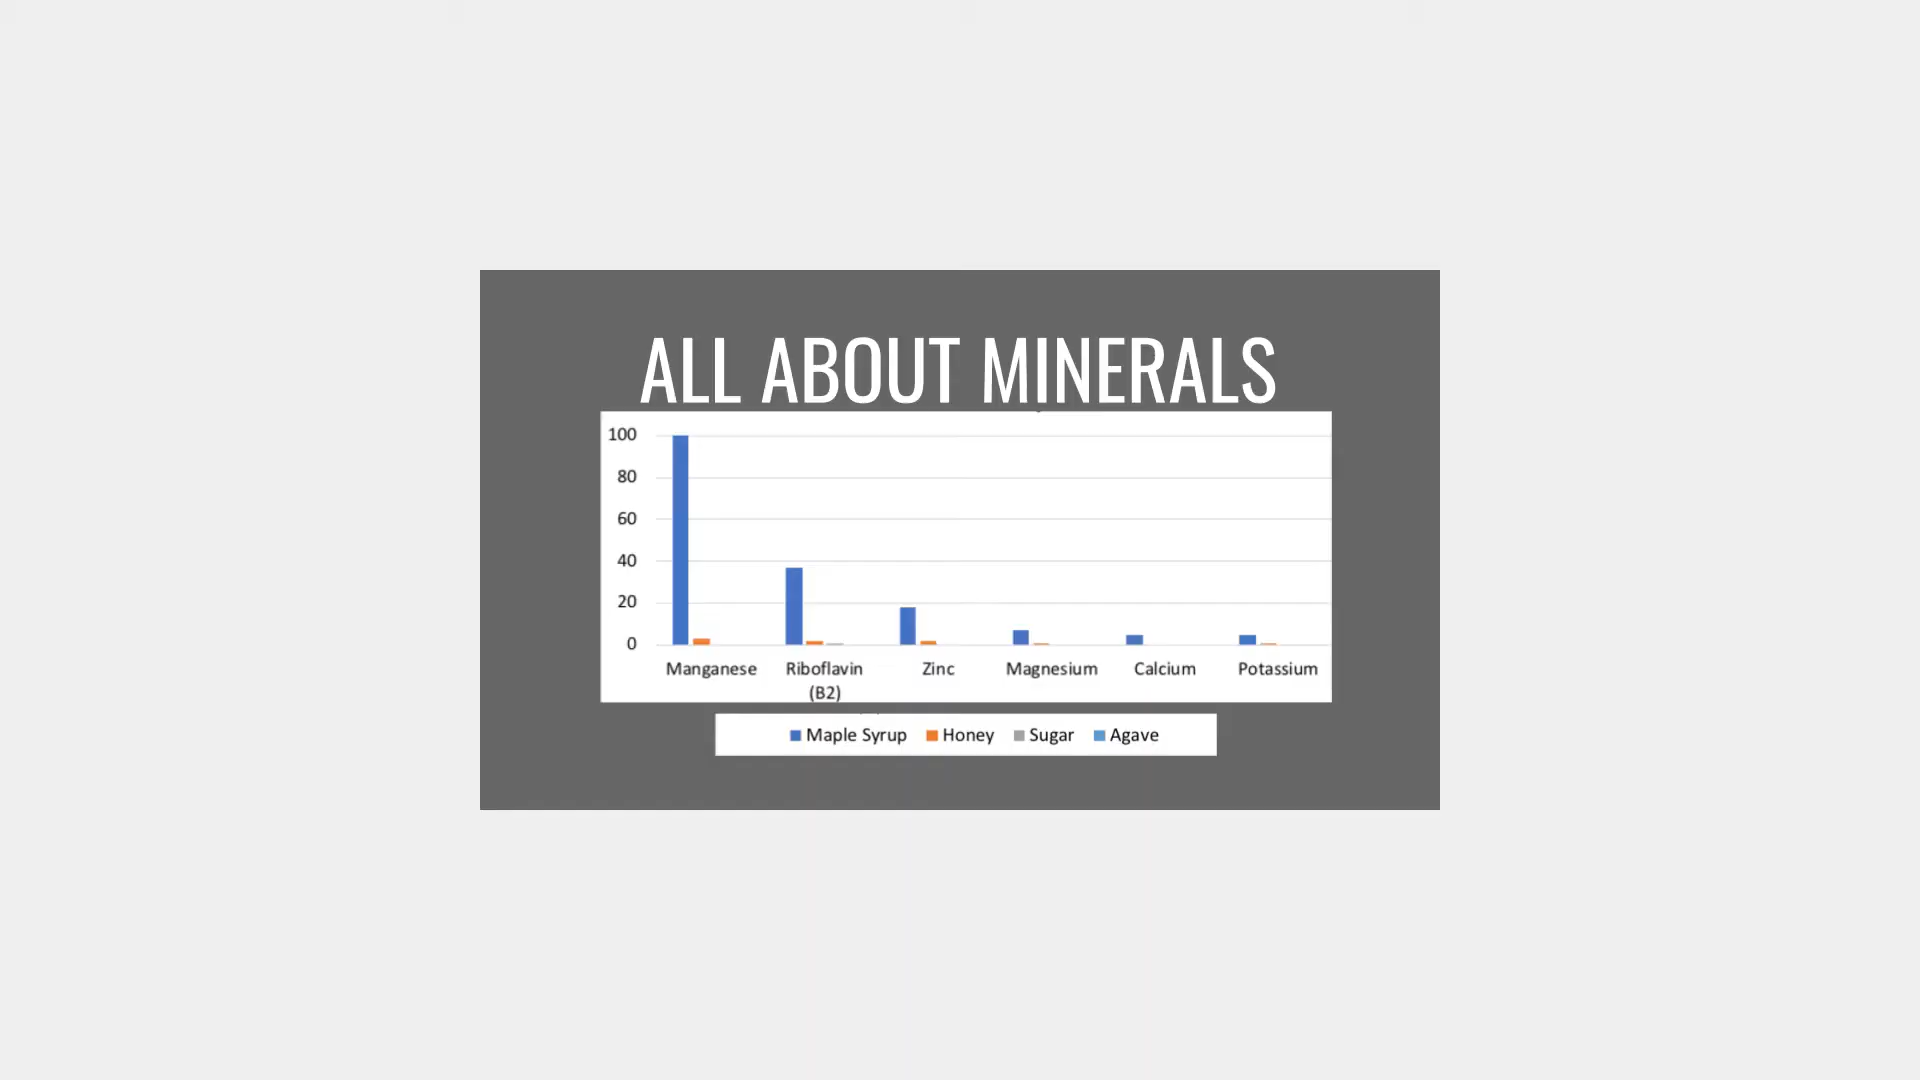 ALL ABOUT MINERALS
100
80
60
40
20
0
Manganese Riboflavin (B2) Zinc Magnesium Calcium Potassium
Maple Syrup Honey Sugar Agave